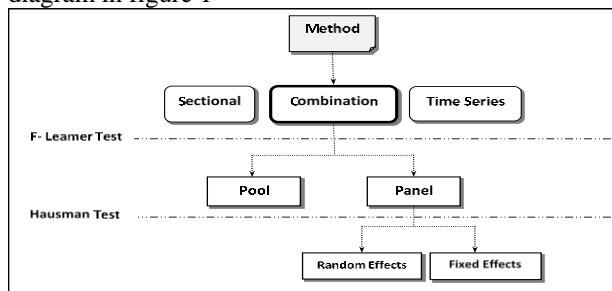 diagram in figure 1
Method
Sectional Combination Time Series
F- Leamer Test
Pool Panel
Hausman Test
Random Effects Fixed Effects